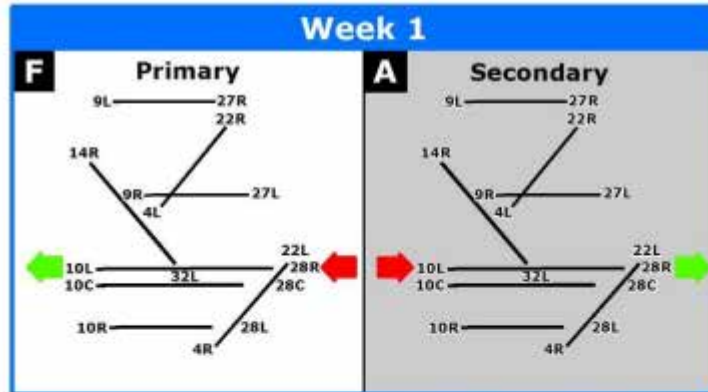 Week 1
F
Primary
9L
27R
22R
14R
9R
27L
4L
22L
10L
28R
32L
10C
28C
10R
28L
4R
A
Secondary
9L
27R
22R
14R
9R
27L
4L
22L
10L
28R
32L
10C
28C
10R
28L
4R